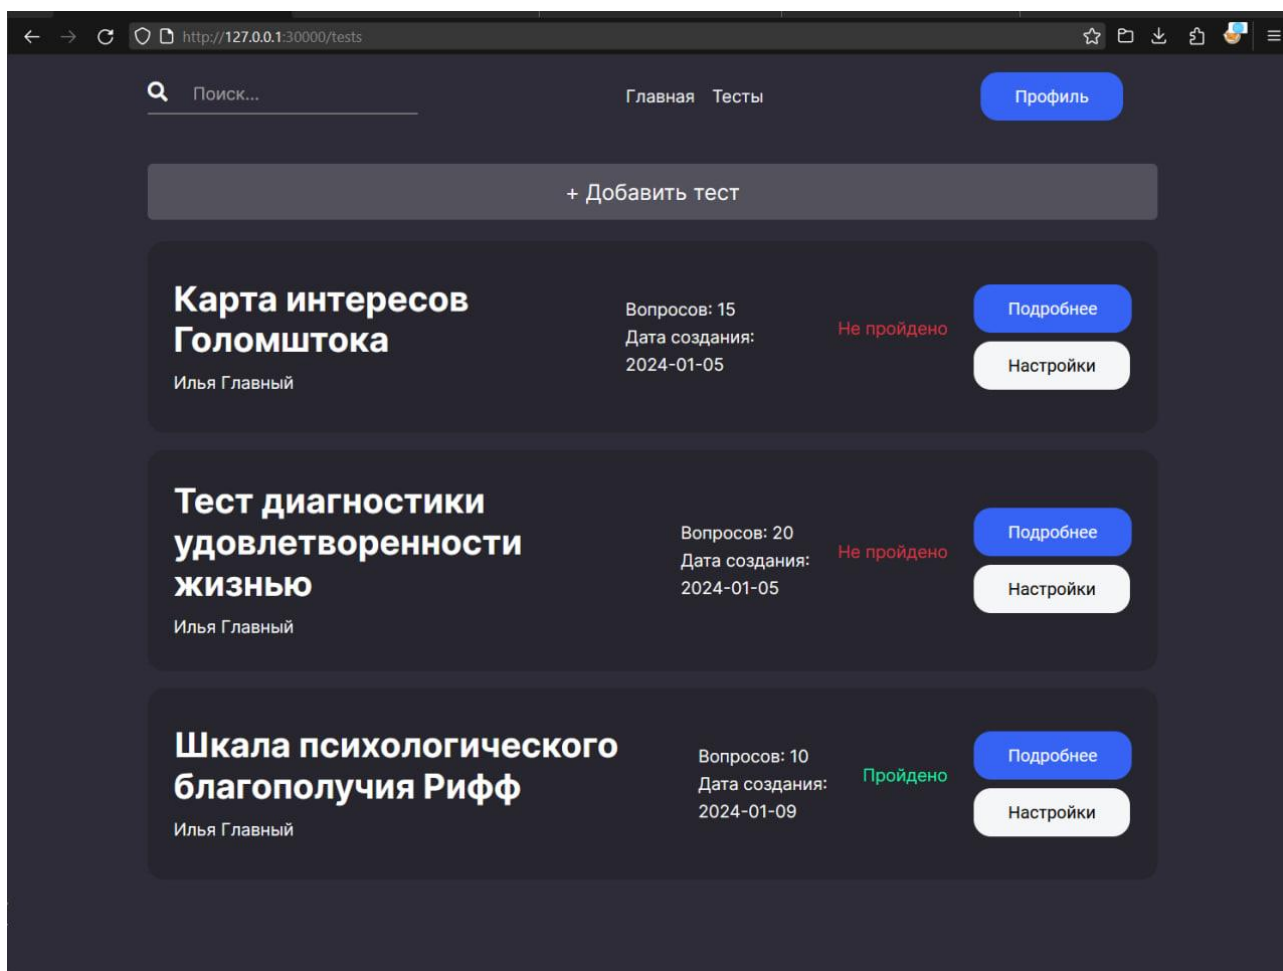 http://127.0.0.1:30000/tests
Поиск...
Главная Тесты
Профиль
+ Добавить тест
Карта интересов
Голомштока
Илья Главный
Вопросов: 15
Дата создания:
2024-01-05
Не пройдено
Подробнее
Настройки
Тест диагностики
удовлетворенности
жизнью
Илья Главный
Вопросов: 20
Дата создания:
2024-01-05
Не пройдено
Подробнее
Настройки
Шкала психологического
благополучия Рифф
Илья Главный
Вопросов: 10
Дата создания:
2024-01-09
Пройдено
Подробнее
Настройки